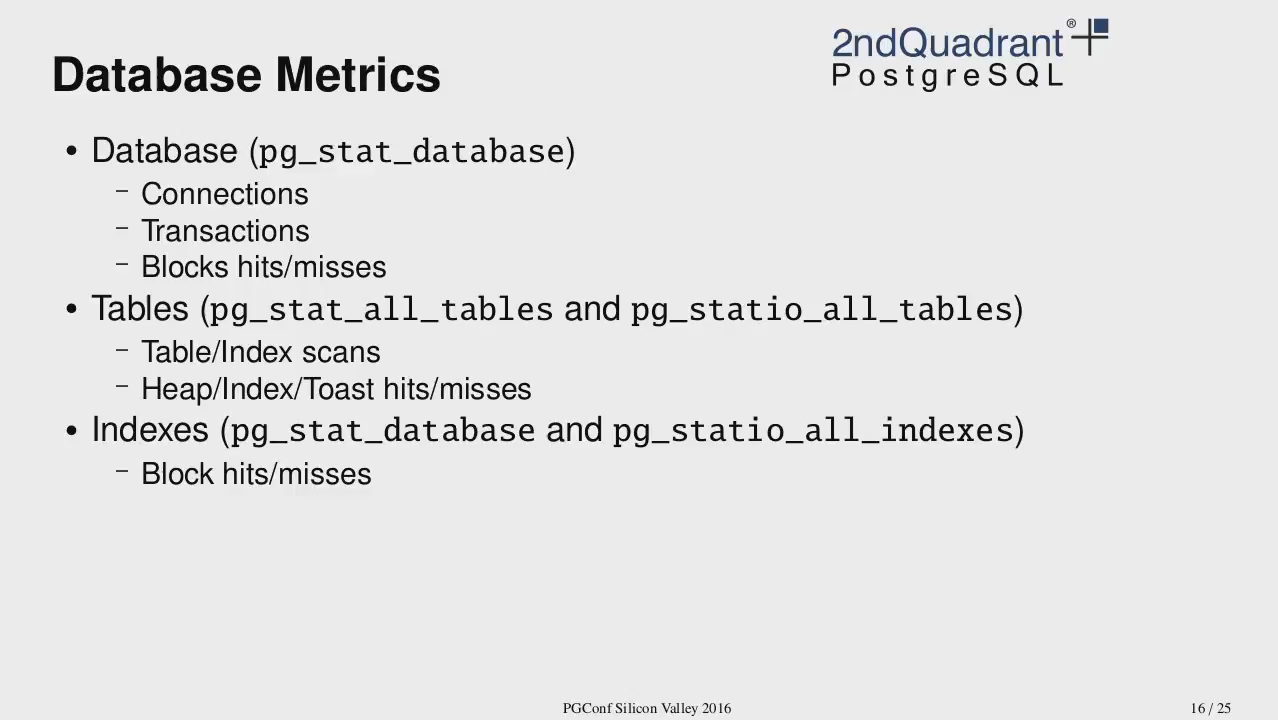 2ndQuadrant®
PostgreSQL
Database Metrics
• Database (pg_stat_database)
– Connections
– Transactions
– Blocks hits/misses
• Tables (pg_stat_all_tables and pg_statio_all_tables)
– Table/Index scans
– Heap/Index/Toast hits/misses
• Indexes (pg_stat_database and pg_statio_all_indexes)
– Block hits/misses
PGConf Silicon Valley 2016
16 / 25